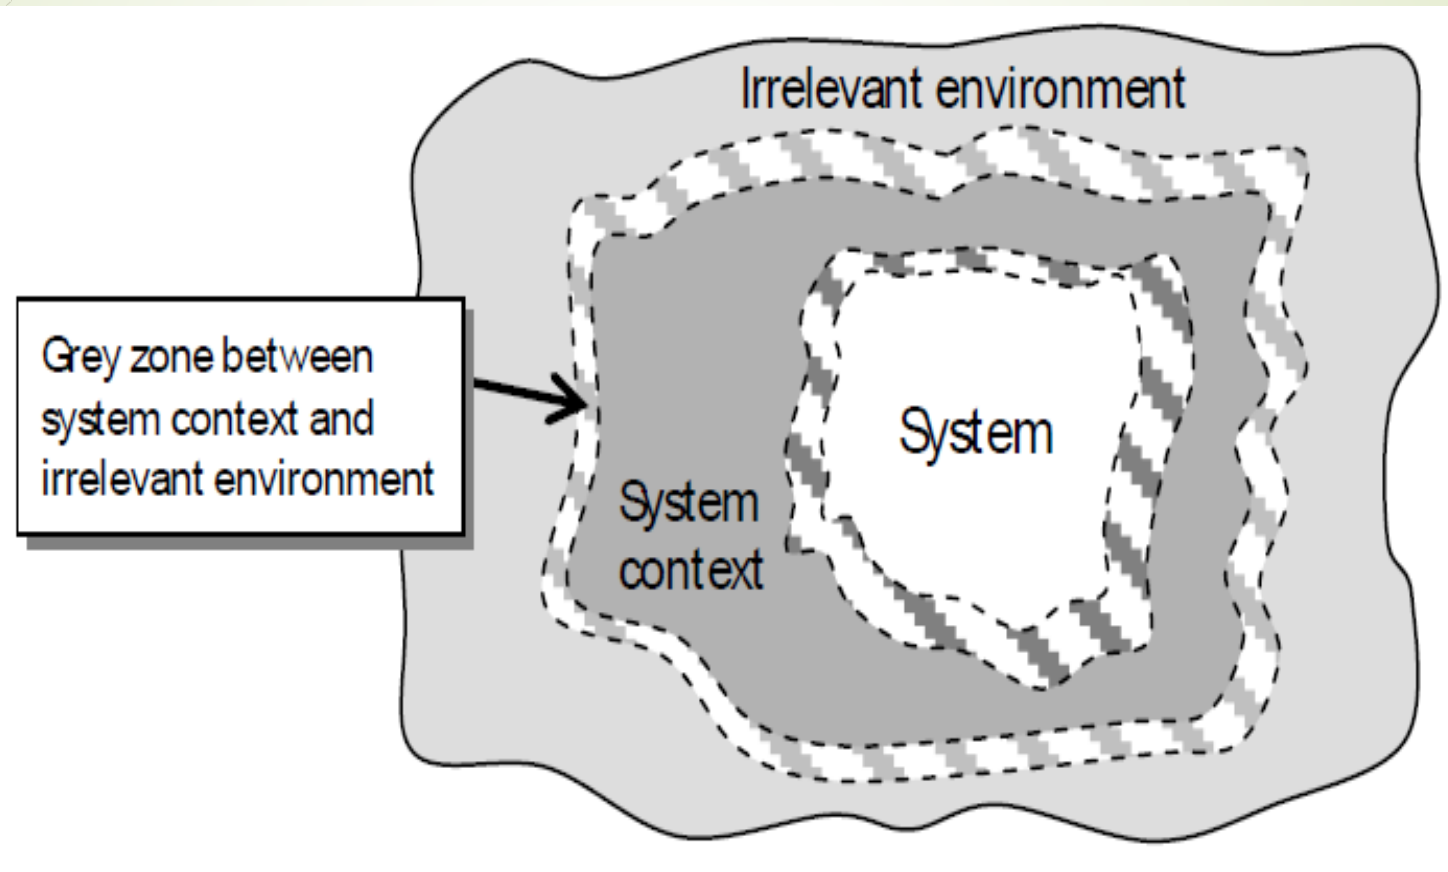 Irrelevant environment
Grey zone between
system context and
irrelevant environment
System
System
context